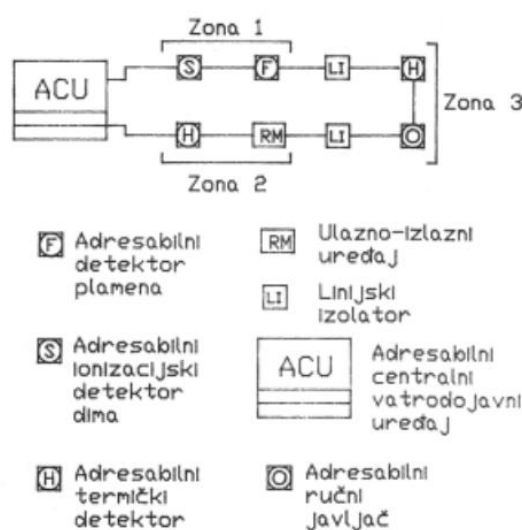 Zona 1
ACU
S
F
LI
H
Zona 3
H
RM
LI
O
Zona 2
F Adresabilni
detektor
plamena
RM Ulazno-izlazni
uređaj
LI Linijski
izolator
S Adresabilni
ionizacijski
detektor
dima
ACU
Adresabilni
centralni
vatrodojavni
uređaj
H Adresabilni
termički
detektor
O Adresabilni
ručni
javljač